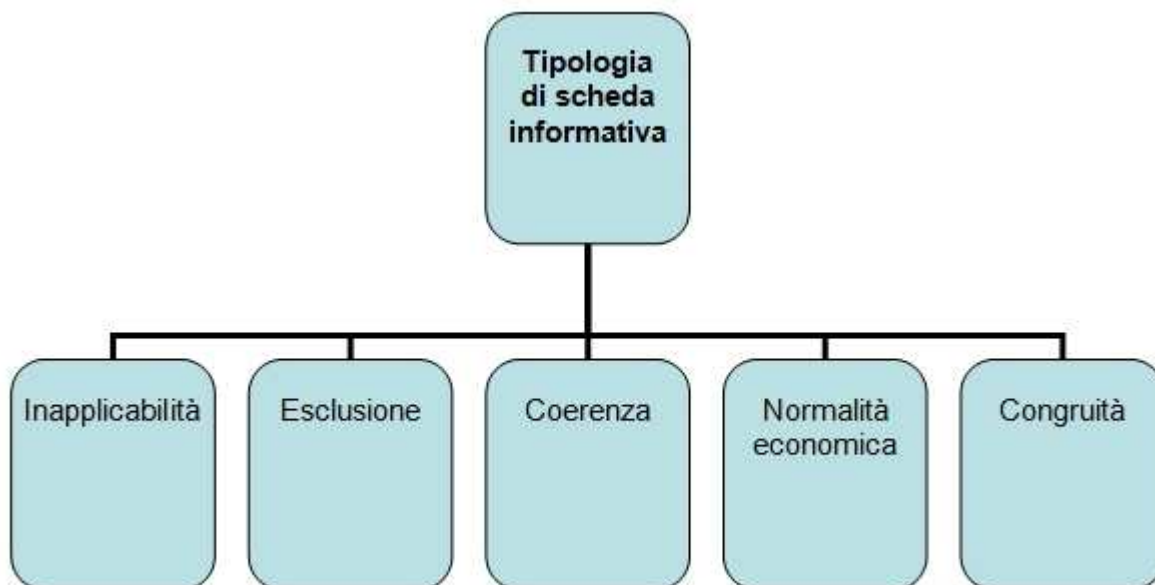 Tipologia
di scheda
informativa
Inapplicabilità
Esclusione
Coerenza
Normalità
economica
Congruità